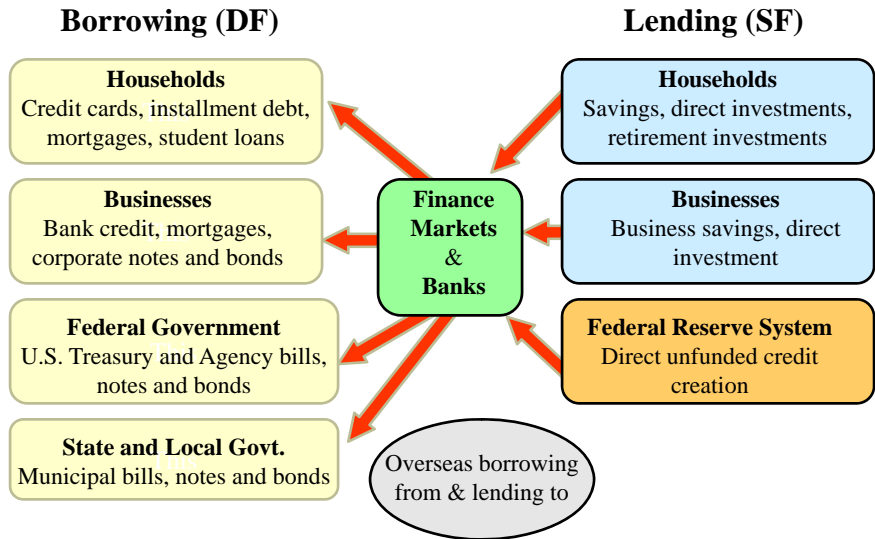 Borrowing (DF)
Lending (SF)
Households
Credit cards, installment debt,
mortgages, student loans
Businesses
Bank credit, mortgages,
corporate notes and bonds
Federal Government
U.S. Treasury and Agency bills,
notes and bonds
State and Local Govt.
Municipal bills, notes and bonds
Finance
Markets
&
Banks
Overseas borrowing
from & lending to
Households
Savings, direct investments,
retirement investments
Businesses
Business savings, direct
investment
Federal Reserve System
Direct unfunded credit
creation